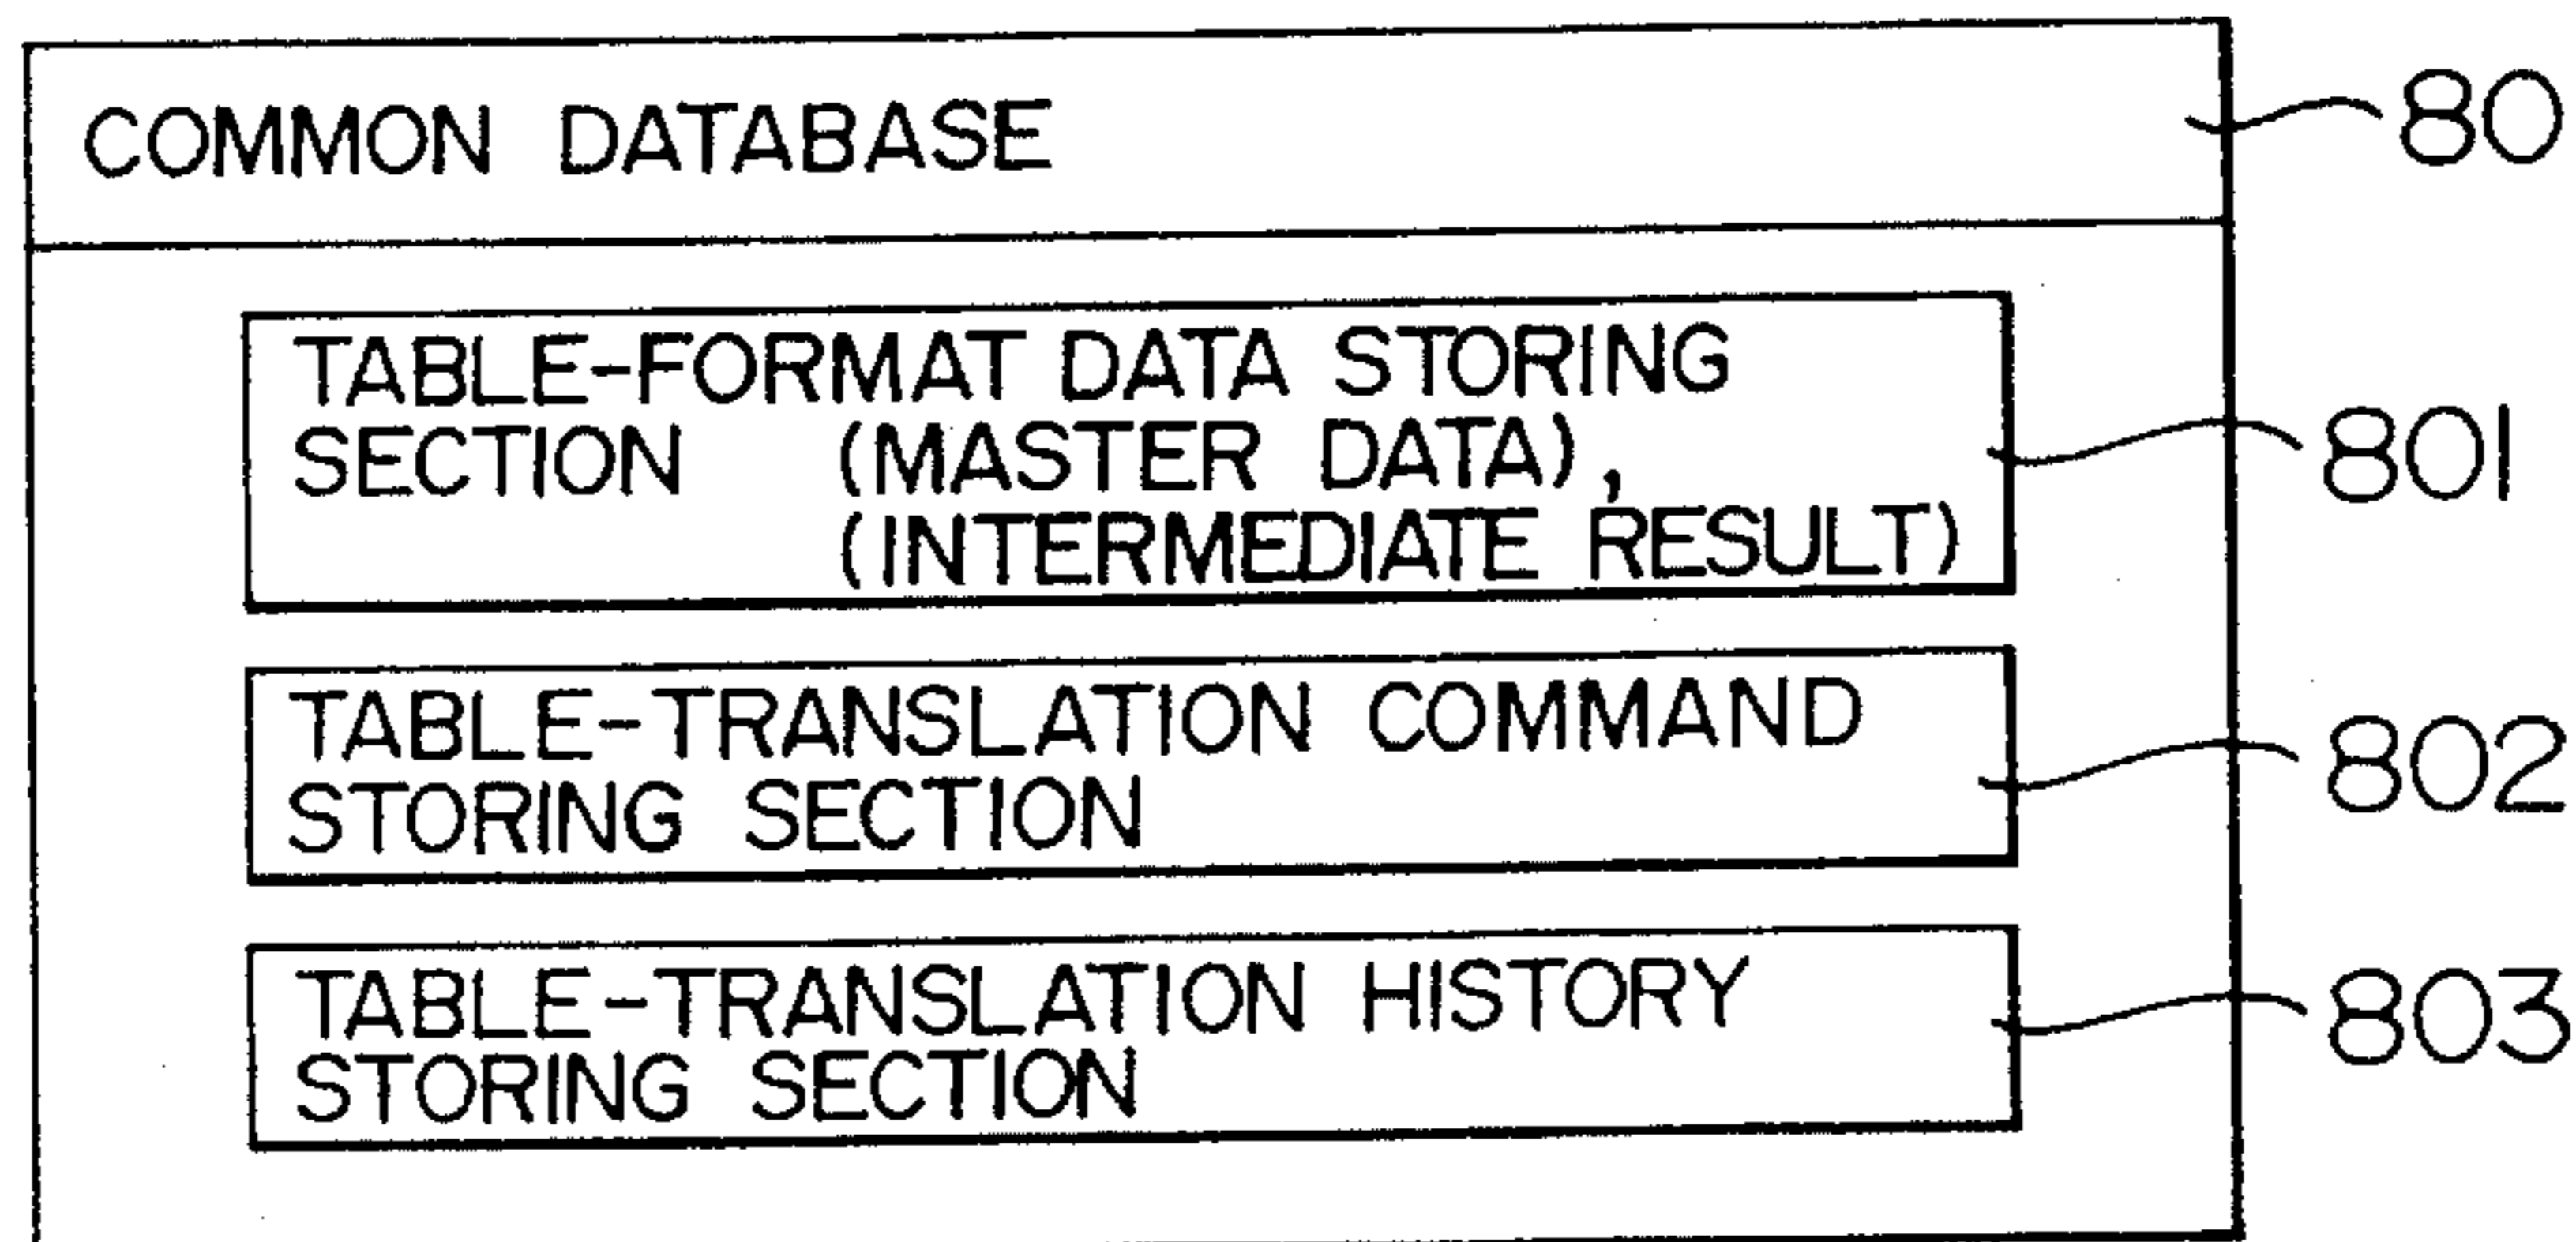 COMMON DATABASE 80
TABLE-FORMAT DATA STORING
SECTION (MASTER DATA),
(INTERMEDIATE RESULT)
801
TABLE-TRANSLATION COMMAND
STORING SECTION
802
TABLE-TRANSLATION HISTORY
STORING SECTION
803